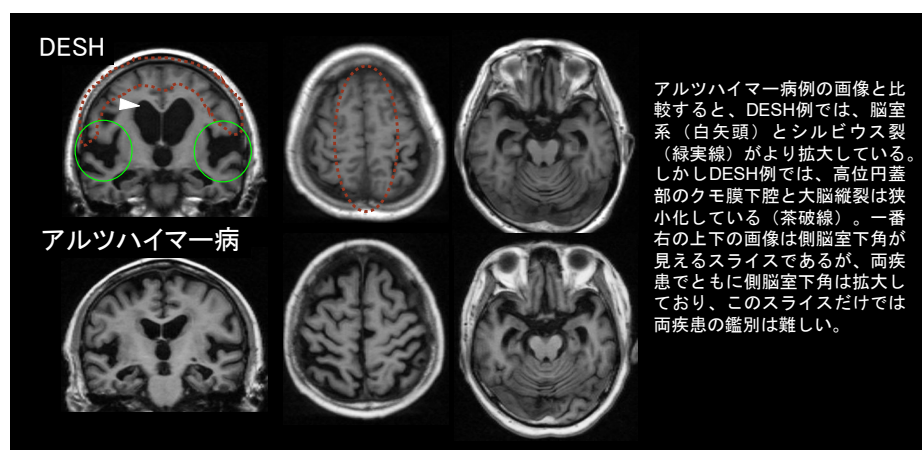 DESH
アルツハイマー病
アルツハイマー病例の画像と比
較すると、DESH例では、脳室
系（白矢頭）とシルビウス裂
（緑実線）がより拡大している。
しかしDESH例では、高位円蓋
部のクモ膜下腔と大脳縦裂は狭
小化している（茶破線）。一番
右の上下の画像は側脳室下角が
見えるスライスであるが、両疾
患でともに側脳室下角は拡大し
ており、このスライスだけでは
両疾患の鑑別は難しい。